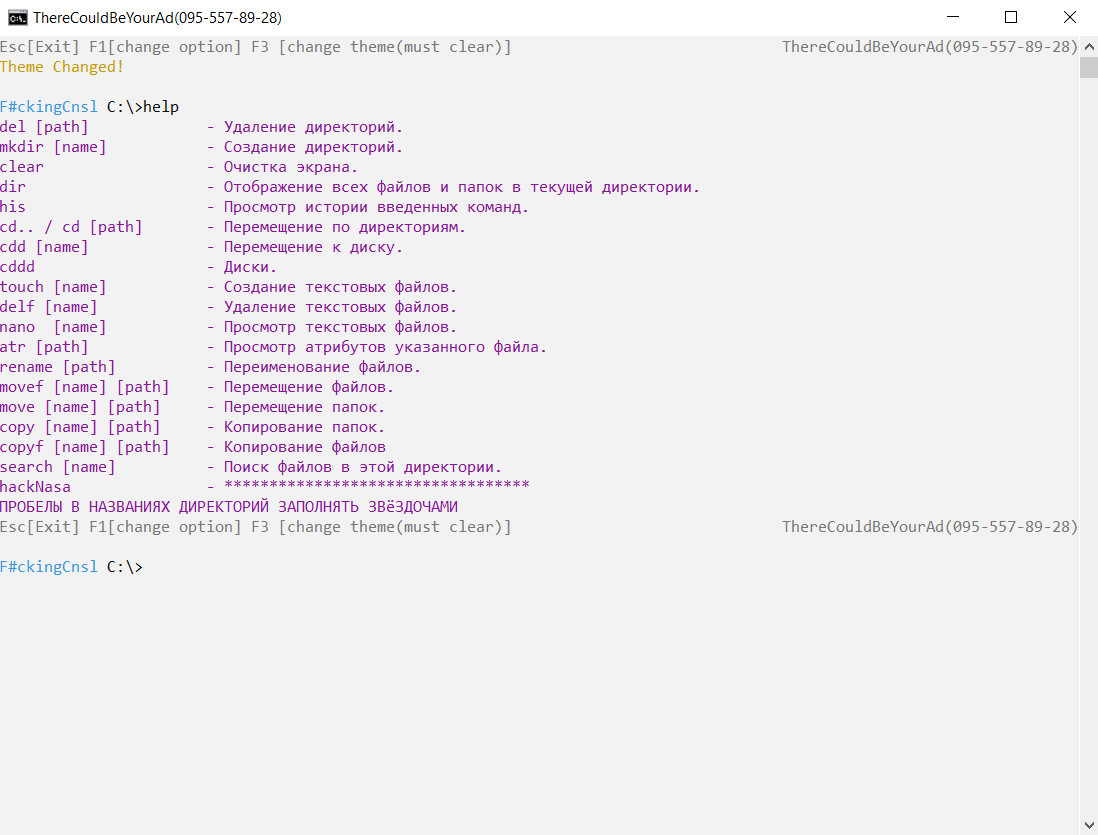 ThereCouldBeYourAd(095-557-89-28)
Esc[Exit] F1[change option] F3 [change theme(must clear)] ThereCouldBeYourAd(095-557-89-28)
Theme Changed!
F#ckingCnsl C:\>help
del [path] - Удаление директорий.
mkdir [name] - Создание директорий.
clear - Очистка экрана.
dir - Отображение всех файлов и папок в текущей директории.
his - Просмотр истории введенных команд.
cd.. / cd [path] - Перемещение по директориям.
cdd [name] - Перемещение к диску.
cddd - Диски.
touch [name] - Создание текстовых файлов.
delf [name] - Удаление текстовых файлов.
nano  [name] - Просмотр текстовых файлов.
atr [path] - Просмотр атрибутов указанного файла.
rename [path] - Переименование файлов.
movef [name] [path] - Перемещение файлов.
move [name] [path] - Перемещение папок.
copy [name] [path] - Копирование папок.
copyf [name] [path] - Копирование файлов
search [name] - Поиск файлов в этой директории.
hackNasa - **********************************
ПРОБЕЛЫ В НАЗВАНИЯХ ДИРЕКТОРИЙ ЗАПОЛНЯТЬ ЗВёЗДОЧАМИ
Esc[Exit] F1[change option] F3 [change theme(must clear)] ThereCouldBeYourAd(095-557-89-28)
F#ckingCnsl C:\>